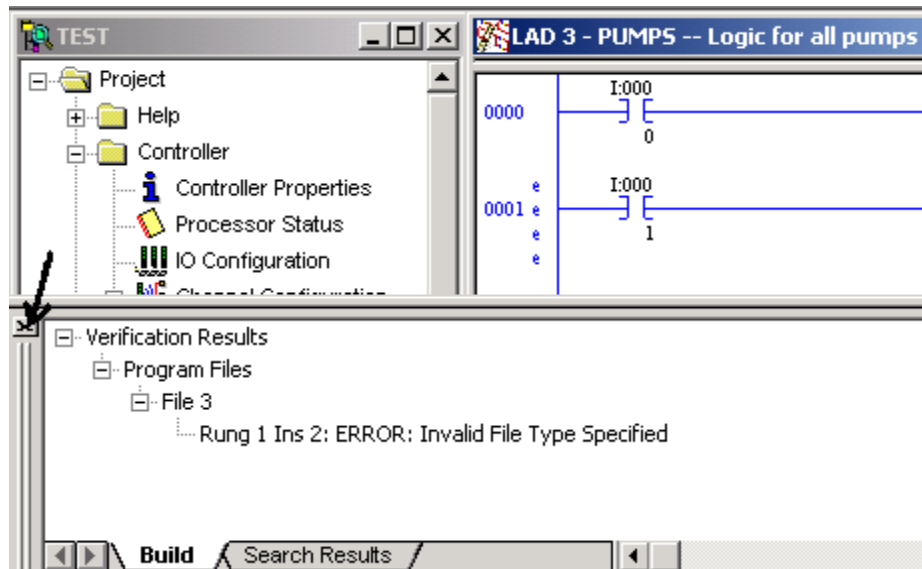 TEST
LAD 3 - PUMPS -- Logic for all pumps
Project
Help
Controller
Controller Properties
Processor Status
IO Configuration
Channel Configuration
0000
I:000
0
e
0001 e
e
e
I:000
1
Verification Results
Program Files
File 3
Rung 1 Ins 2: ERROR: Invalid File Type Specified
Build
Search Results